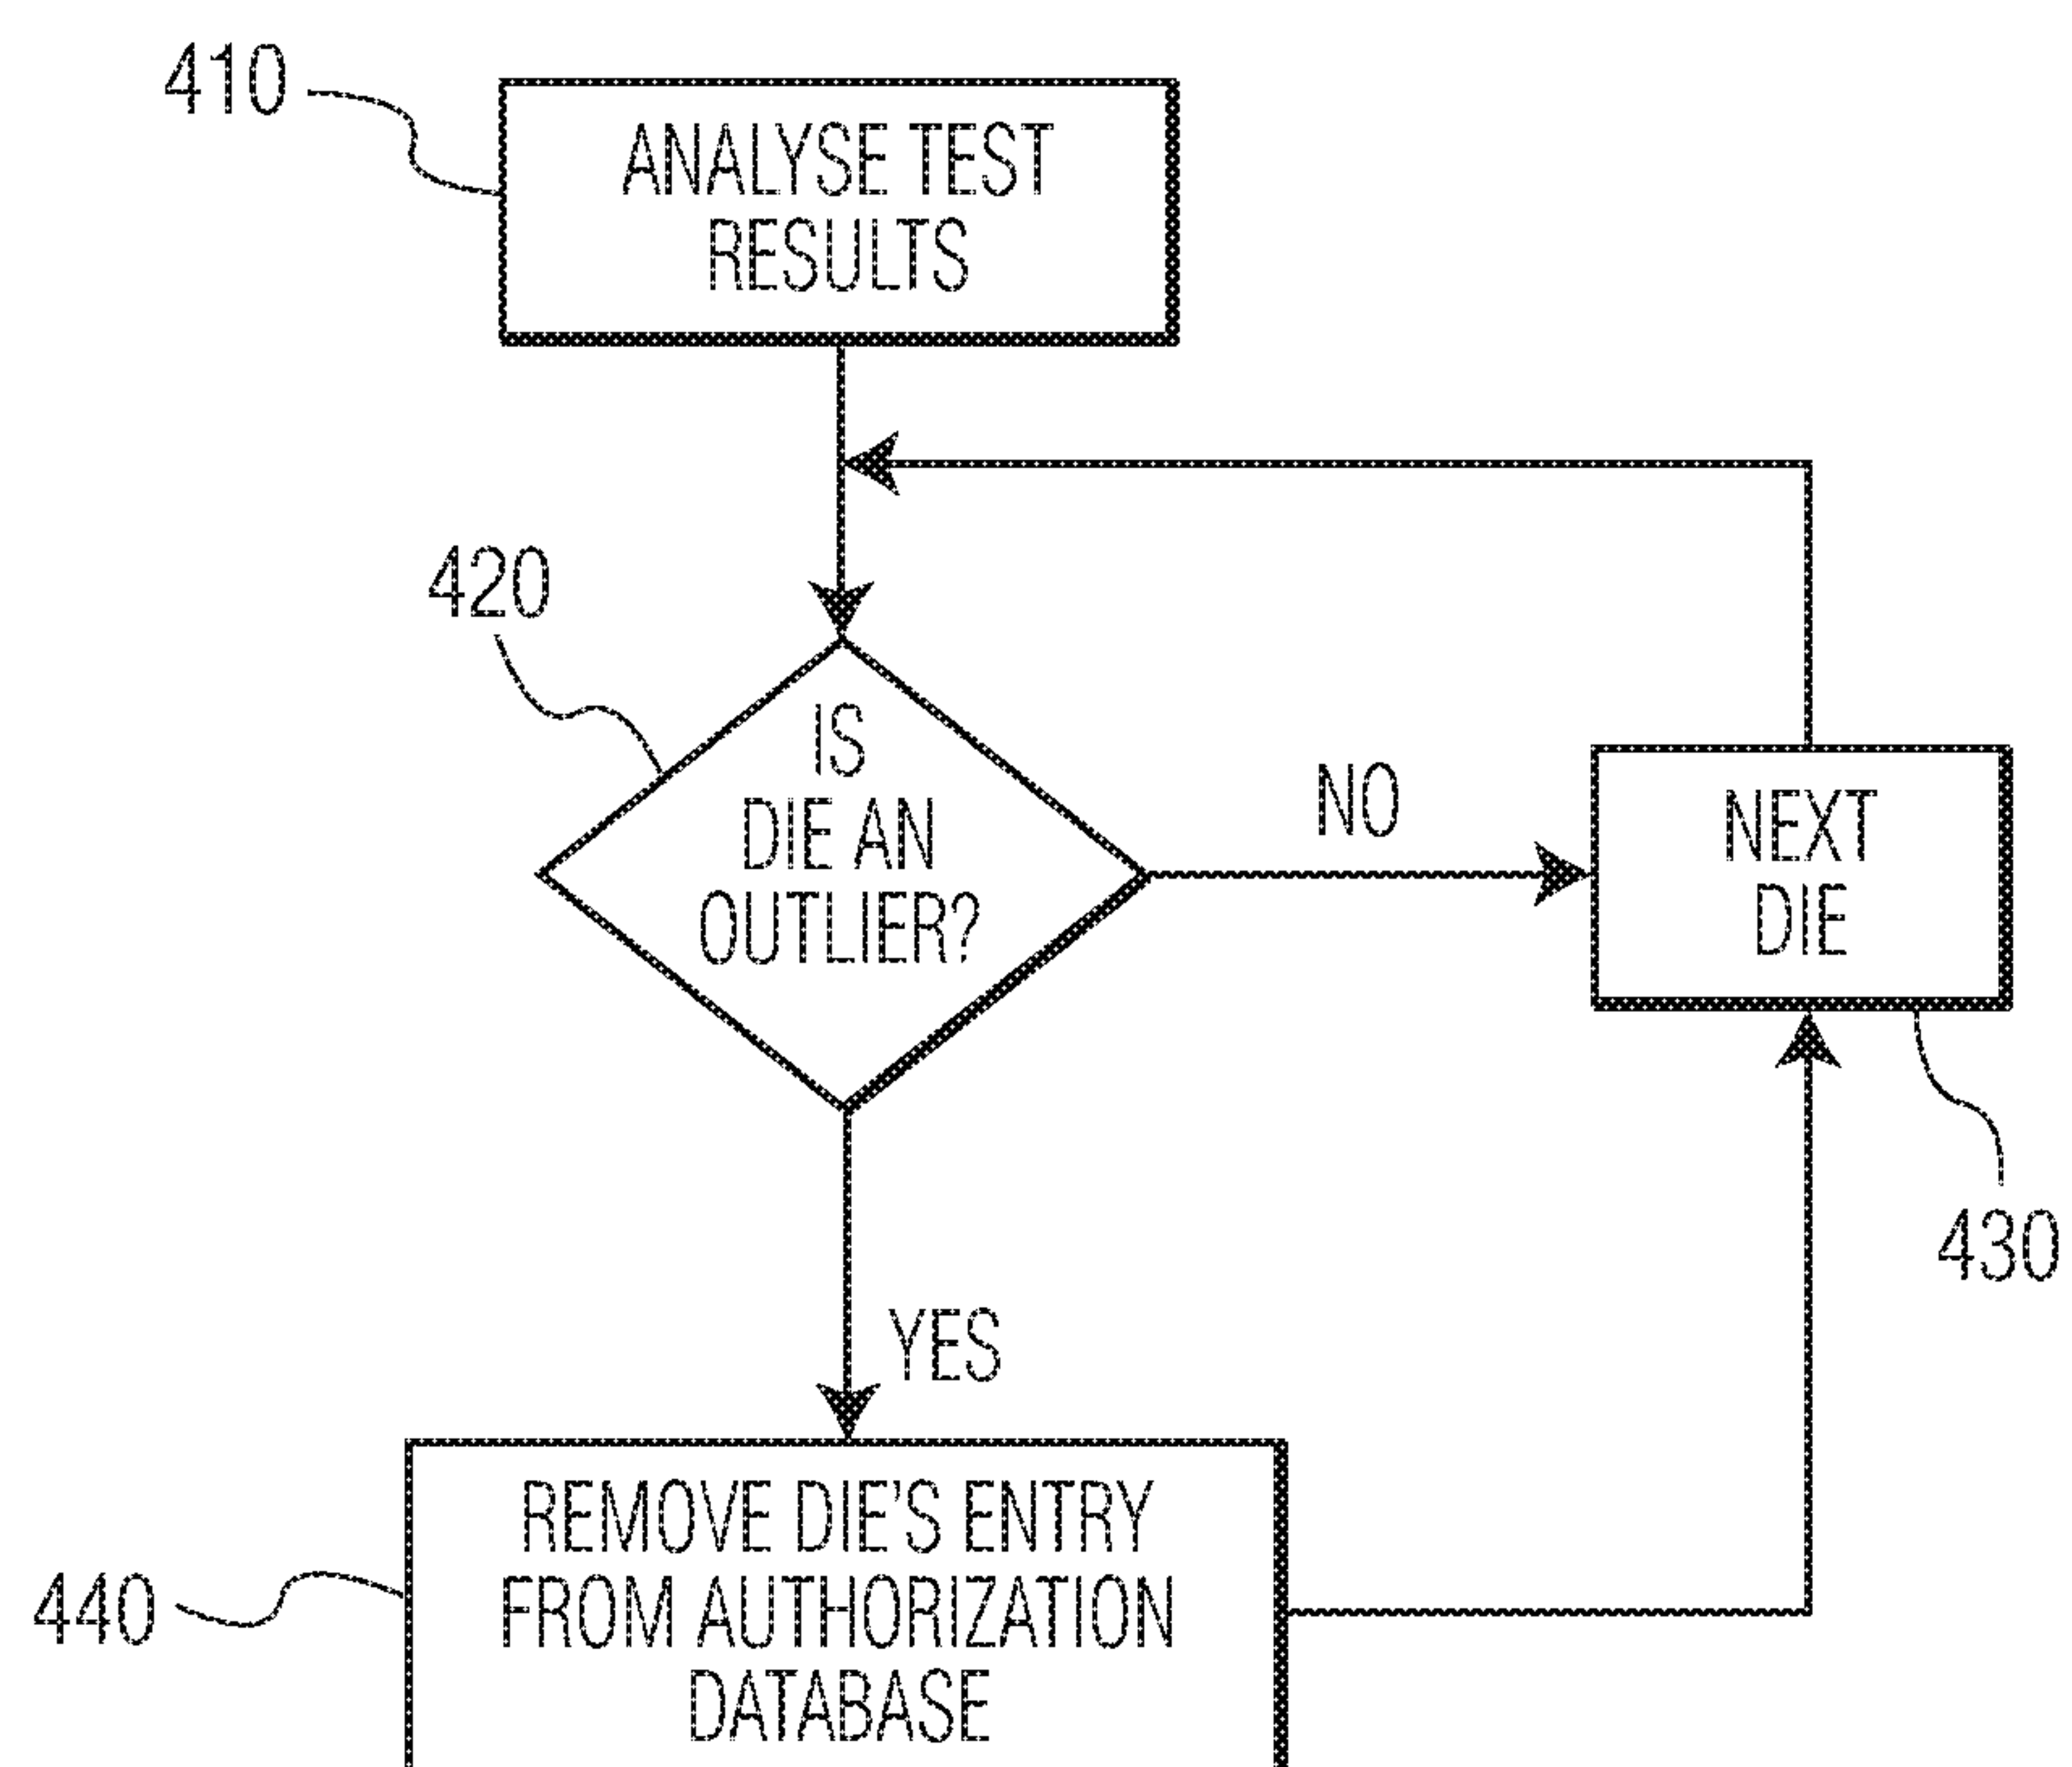 410
ANALYSE TEST
RESULTS
420
IS
DIE AN
OUTLIER?
NO
NEXT
DIE
430
YES
440
REMOVE DIE'S ENTRY
FROM AUTHORIZATION
DATABASE